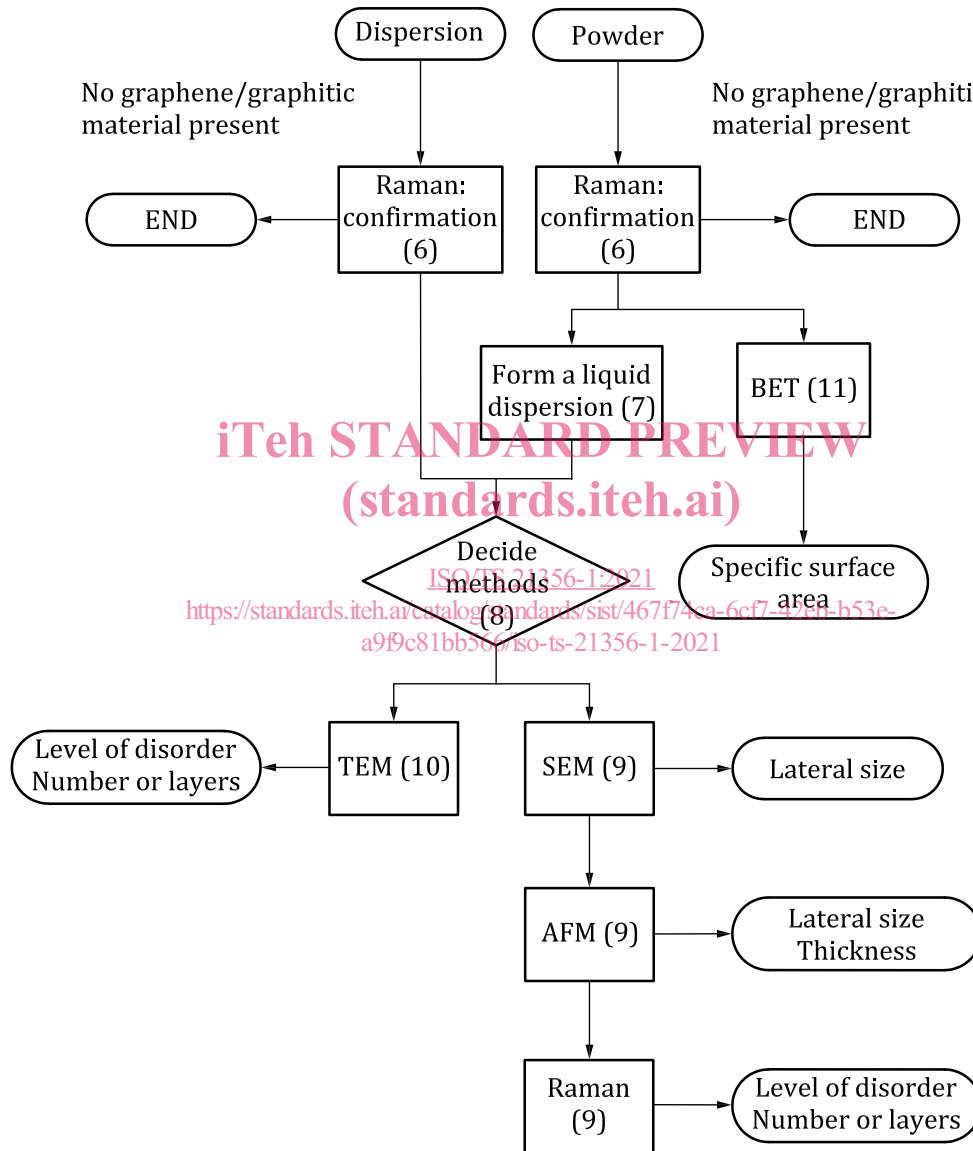 Dispersion
Powder
No graphene/graphitic
material present
No graphene/graphiti
material present
Raman:
confirmation
(6)
Raman:
confirmation
(6)
END
END
Form a liquid
dispersion (7)
BET (11)
iTeh STANDARD PREVIEW
(standards.iteh.ai)
Decide
methods
(8)
ISO/TS 21356-1:2021
https://standards.iteh.ai/catalog/standards/sist/467f74ca-6cf7-42eb-b53e-
a9f9c81bb566/iso-ts-21356-1-2021
Specific surface
area
Level of disorder
Number or layers
TEM (10)
SEM (9)
Lateral size
AFM (9)
Lateral size
Thickness
Raman
(9)
Level of disorder
Number or layers